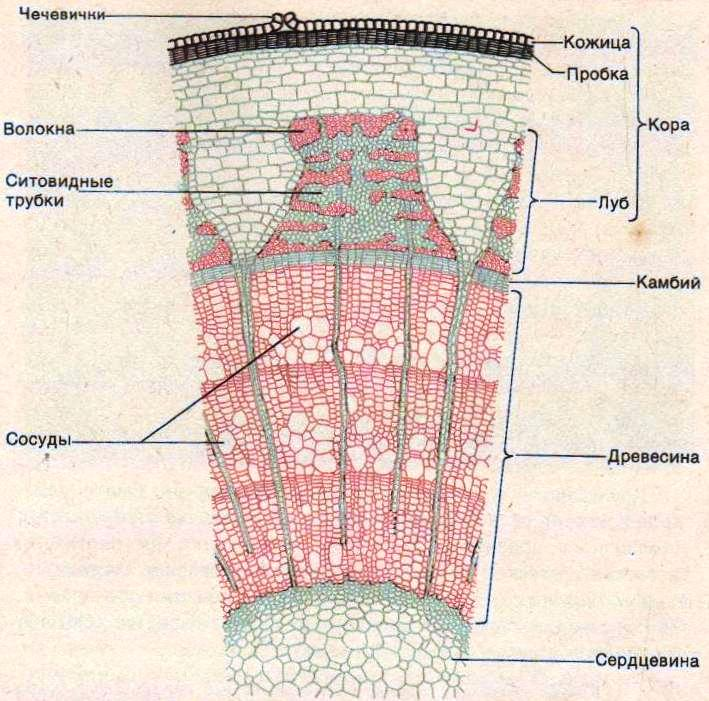 Чечевички
Кожица
Пробка
Кора
Волокна
Ситовидные
трубки
Луб
Камбий
Сосуды
Древесина
Сердцевина